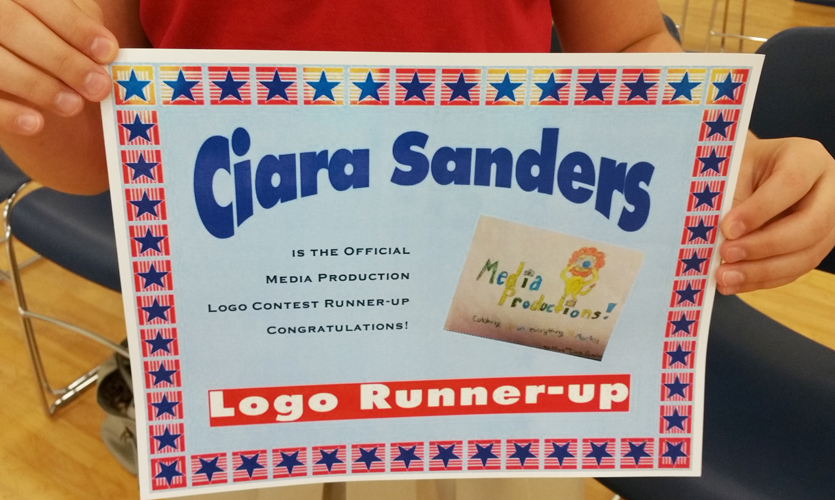 Ciara Sanders
is the Official
Media Production
Logo Contest Runner-up
Congratulations!
Media
Productions!
Logo Runner-up